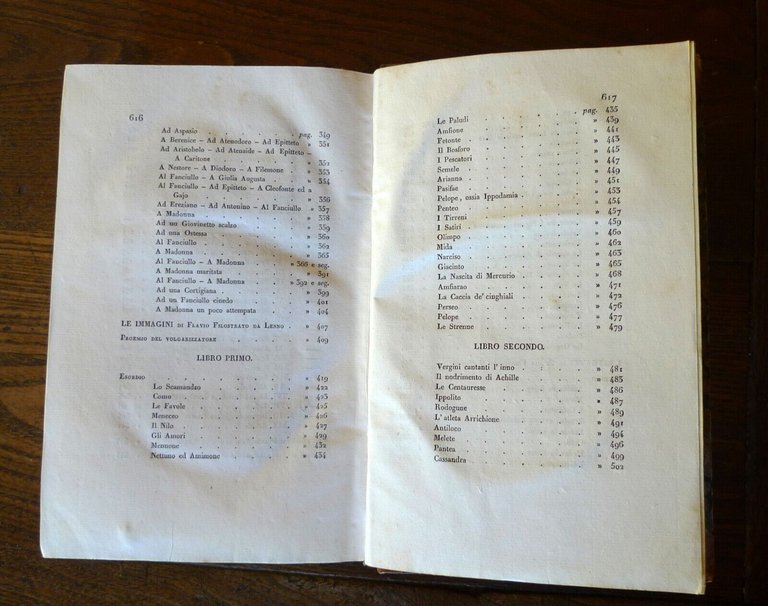 616
Ad Aspasio pag. 349
A Berenice – Ad Atenodoro – Ad Epitteto » 351
Ad Aristobolo – Ad Atenaide – Ad Epitteto –
A Caritone » 352
A Nestore – A Diodoro – A Filemone » 353
Al Fanciullo – A Giulia Augusta » 354
Al Fanciullo – Ad Epitteto – A Cleofonte ed a
Gajo » 356
Ad Ereziano – Ad Antonino – Al Fanciullo » 357
A Madonna » 358
Ad un Giovinetto scalzo » 359
Ad una Ostessa » 360
Al Fanciullo » 362
A Madonna » 365
Al Fanciullo – A Madonna » 366 e seg.
A Madonna maritata » 391
Al Fanciullo – A Madonna » 392 e seg.
Ad una Cortigiana » 399
Ad un Fanciullo cinedo » 401
A Madonna un poco attempata » 404
LE IMMAGINI di Flavio Filostrato da Lenno » 407
Proemio del volgarizzatore » 409
LIBRO PRIMO.
Esordio » 419
Lo Scamandro » 422
Como » 423
Le Favole » 425
Meneceo » 426
Il Nilo » 427
Gli Amori » 429
Mennone » 432
Nettuno ed Amimone » 434
617
Le Paludi pag. 435
Amfione » 439
Fetonte » 441
Il Bosforo » 443
I Pescatori » 445
Semele » 447
Arianna » 449
Pasifae » 451
Pelope, ossia Ippodamia » 453
Penteo » 454
I Tirreni » 457
I Satiri » 459
Olimpo » 460
Mida » 462
Narciso » 463
Giacinto » 465
La Nascita di Mercurio » 468
Amfiarao » 471
La Caccia de' cinghiali » 472
Perseo » 476
Pelope » 477
Le Strenne » 479
LIBRO SECONDO.
Vergini cantanti l'inno » 481
Il nodrimento di Achille » 483
Le Centauresse » 486
Ippolito » 487
Rodogune » 489
L'atleta Arrichione » 491
Antiloco » 494
Melete » 496
Pantea » 499
Cassandra » 502